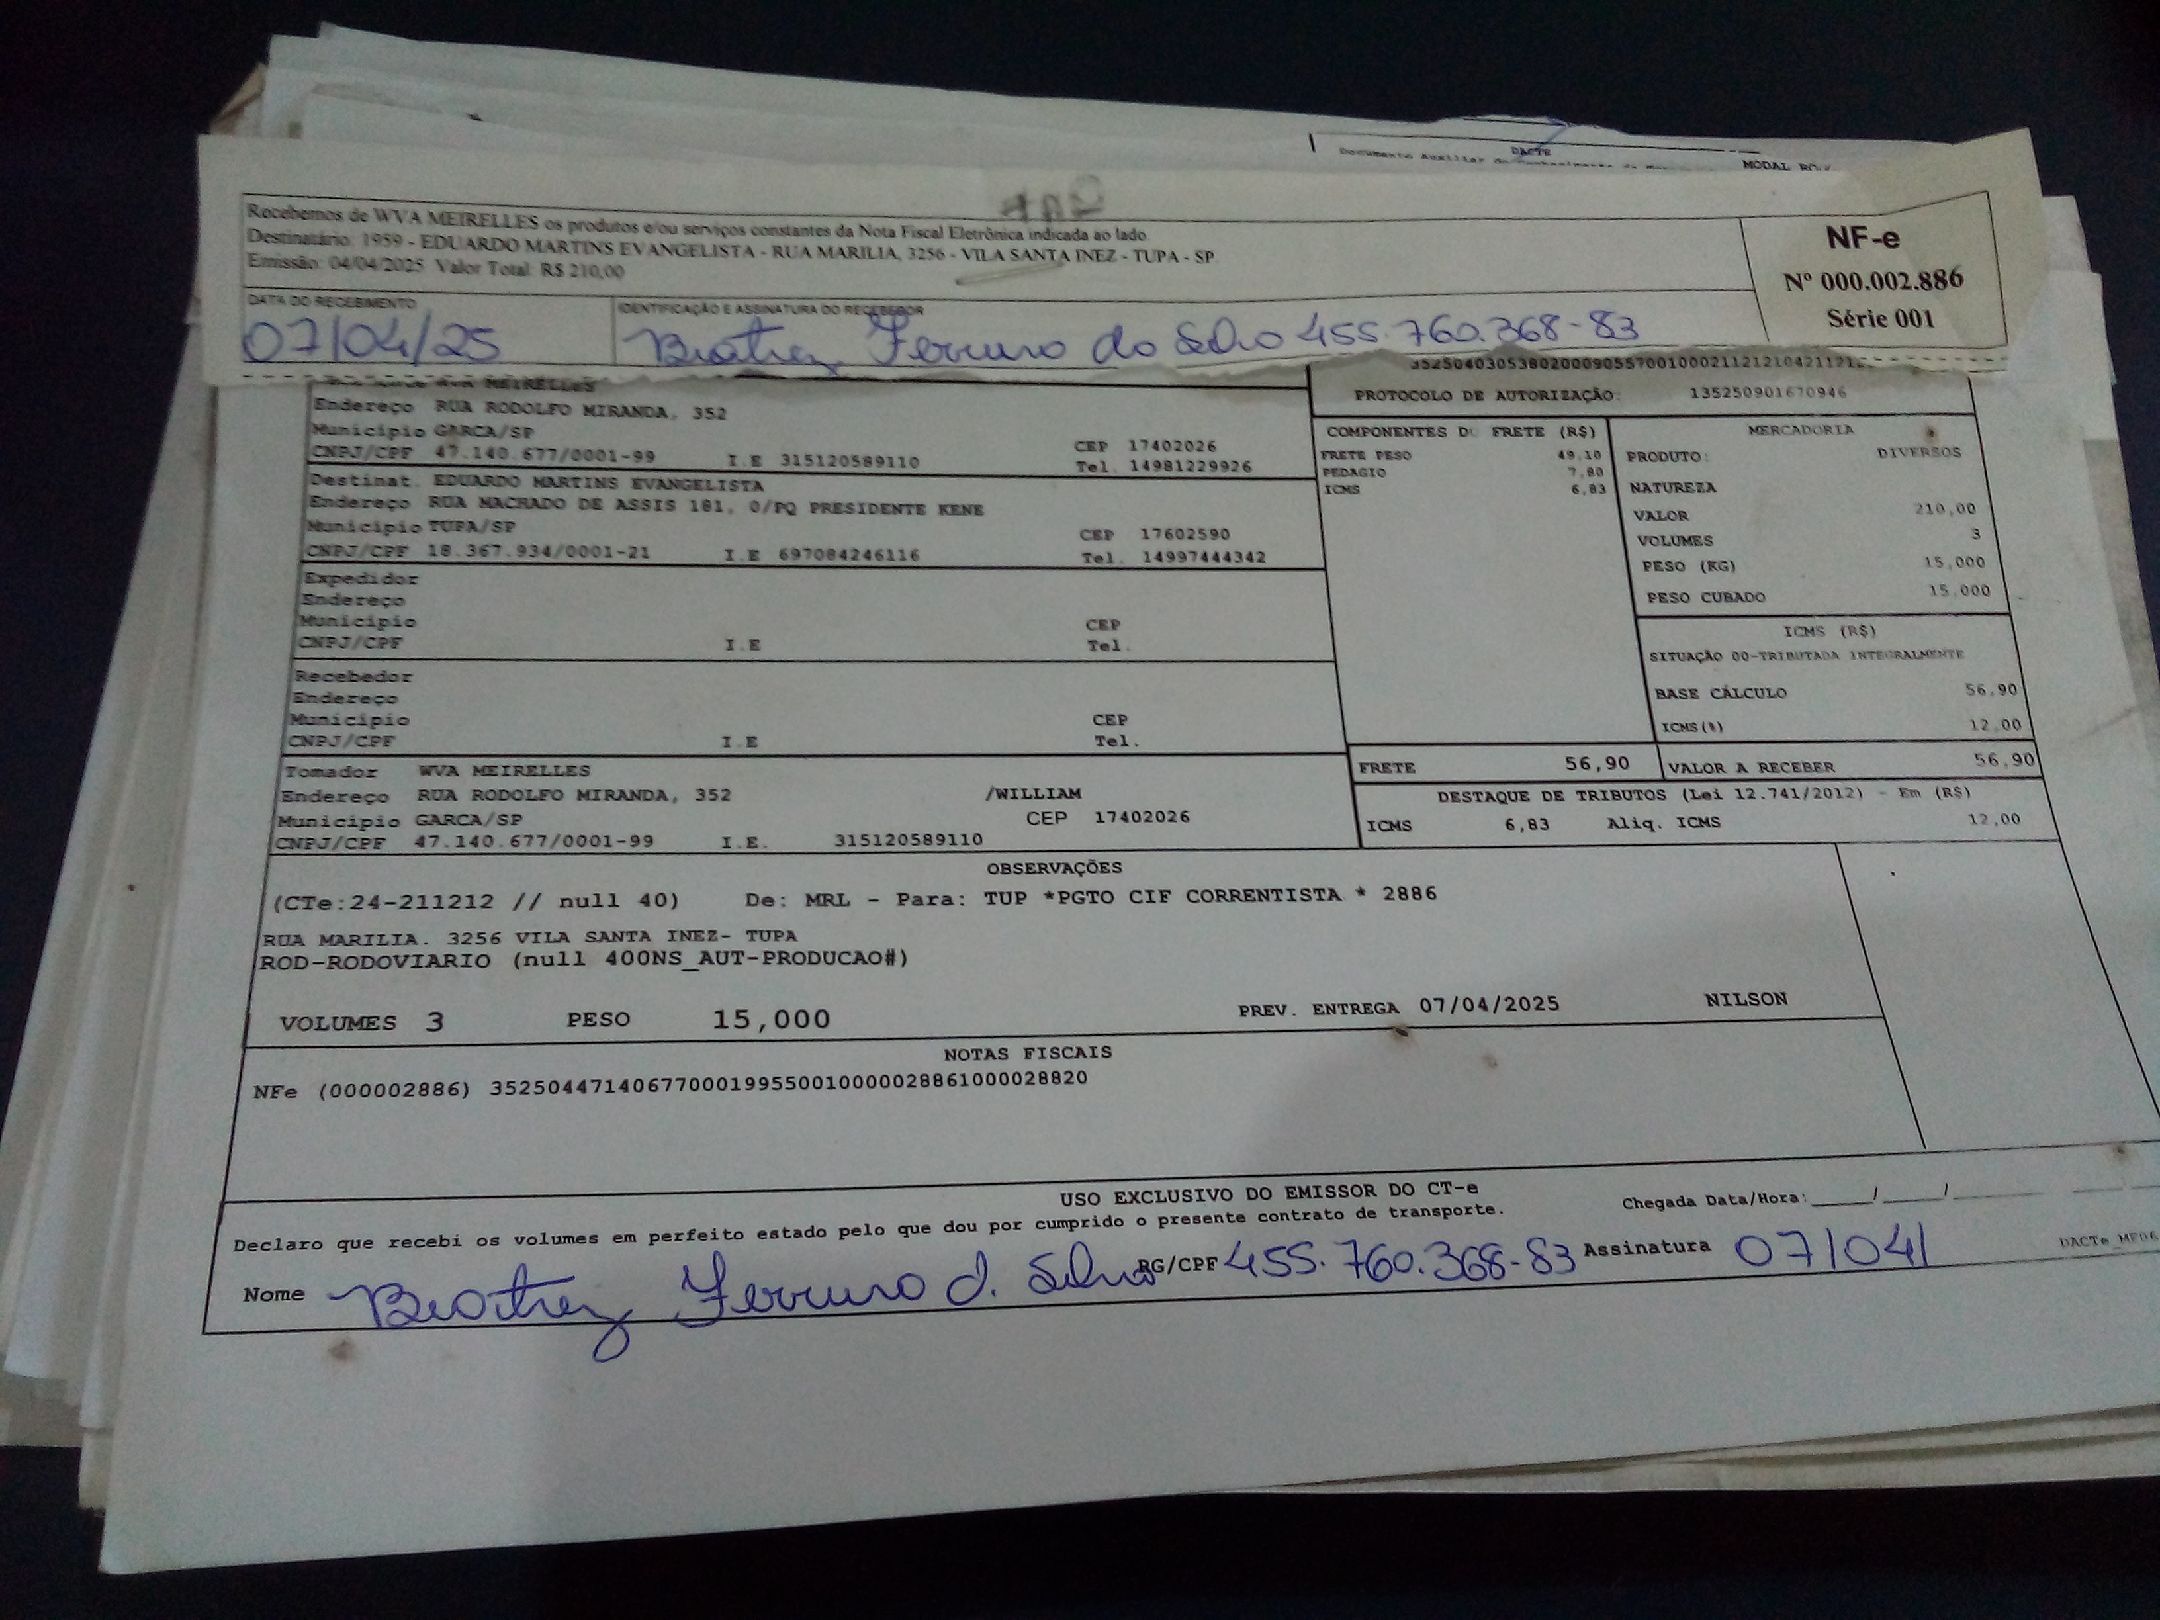 DACTE
MODAL
Recebemos de WVA MEIRELLES os produtos e/ou serviços constantes da Nota Fiscal Eletrônica indicada ao lado.
Destinatário: 1959 - EDUARDO MARTINS EVANGELISTA - RUA MARILIA, 3256 - VILA SANTA INEZ - TUPA - SP
Emissão: 04/04/2025 Valor Total: R$ 210,00
NF-e
Nº 000.002.886
Série 001
DATA DO RECEBIMENTO
07/04/25
IDENTIFICAÇÃO E ASSINATURA DO RECEBEDOR
Beatriz Ferreira da Silva 455.760.368-83
WVA MEIRELLES
Endereço RUA RODOLFO MIRANDA, 352
Município GARCA/SP CEP 17402026
CNPJ/CPF 47.140.677/0001-99 I.E 315120589110 Tel. 14981229926
Destinat. EDUARDO MARTINS EVANGELISTA
Endereço RUA MACHADO DE ASSIS 181, 0/PQ PRESIDENTE KENE
Município TUPA/SP CEP 17602590
CNPJ/CPF 18.367.934/0001-21 I.E 697084246116 Tel. 14997444342
Expedidor
Endereço
Município CEP
CNPJ/CPF I.E Tel.
Recebedor
Endereço
Município CEP
CNPJ/CPF I.E Tel.
Tomador WVA MEIRELLES
Endereço RUA RODOLFO MIRANDA, 352 /WILLIAM
Município GARCA/SP CEP 17402026
CNPJ/CPF 47.140.677/0001-99 I.E. 315120589110
PROTOCOLO DE AUTORIZAÇÃO: 135250901670946
COMPONENTES DO FRETE (R$)
FRETE PESO 49,10
PEDAGIO 7,80
ICMS 6,83
MERCADORIA
PRODUTO: DIVERSOS
NATUREZA
VALOR 210,00
VOLUMES 3
PESO (KG) 15,000
PESO CUBADO 15,000
ICMS (R$)
SITUAÇÃO 00-TRIBUTADA INTEGRALMENTE
BASE CÁLCULO 56,90
ICMS(%) 12,00
FRETE 56,90 VALOR A RECEBER 56,90
DESTAQUE DE TRIBUTOS (Lei 12.741/2012) - Em (R$)
ICMS 6,83 Aliq. ICMS 12,00
OBSERVAÇÕES
(CTe:24-211212 // null 40) De: MRL - Para: TUP *PGTO CIF CORRENTISTA * 2886
RUA MARILIA. 3256 VILA SANTA INEZ- TUPA
ROD-RODOVIARIO (null 400NS_AUT-PRODUCAO#)
VOLUMES 3 PESO 15,000 PREV. ENTREGA 07/04/2025 NILSON
NOTAS FISCAIS
NFe (000002886) 35250447140677000199550010000028861000028820
USO EXCLUSIVO DO EMISSOR DO CT-e
Declaro que recebi os volumes em perfeito estado pelo que dou por cumprido o presente contrato de transporte.
Chegada Data/Hora:____/____/
Nome Beatriz Ferreira d. Silva RG/CPF 455.760.368-83 Assinatura 07/04/